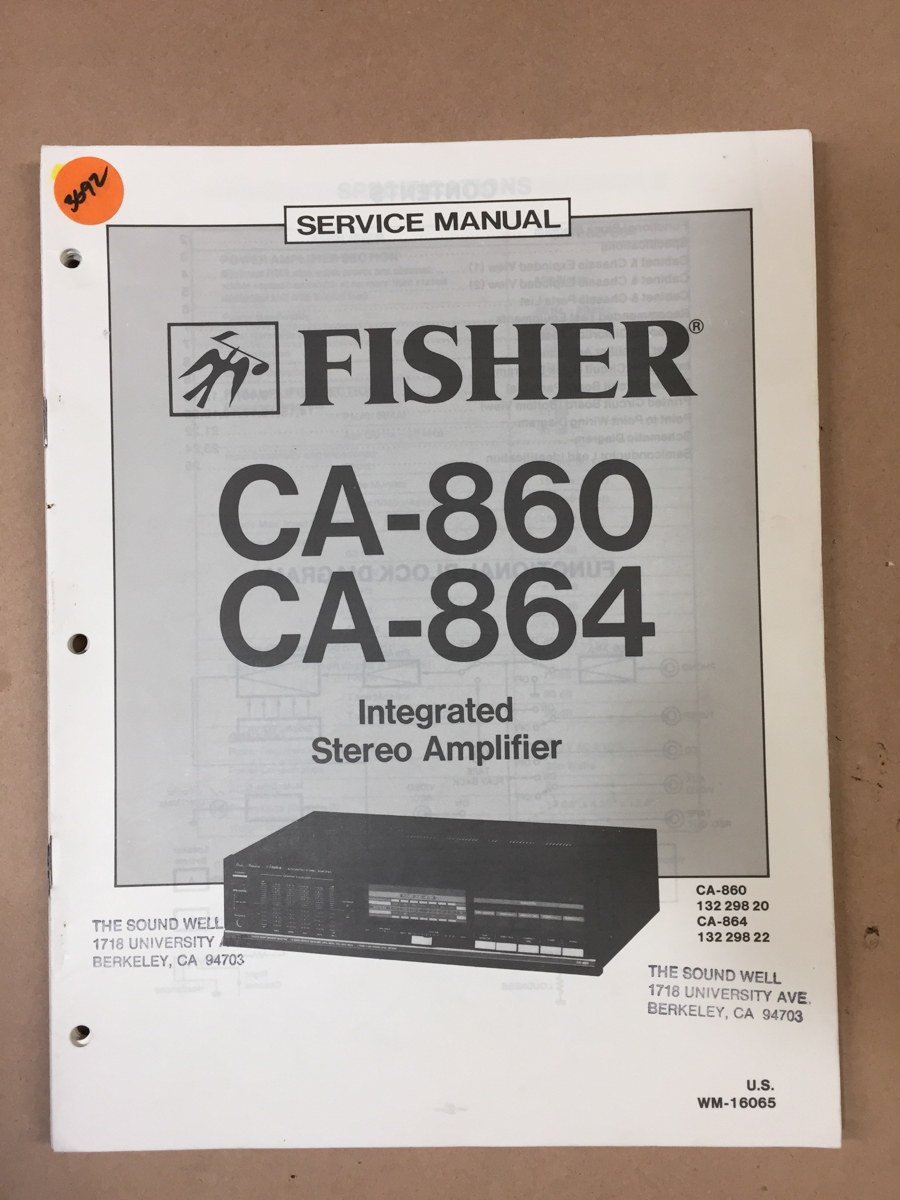 3692
SERVICE MANUAL
FISHER®
CA-860
CA-864
Integrated
Stereo Amplifier
CA-860
132 298 20
CA-864
132 298 22
THE SOUND WELL
1718 UNIVERSITY
BERKELEY, CA 94703
THE SOUND WELL
1718 UNIVERSITY AVE.
BERKELEY, CA 94703
U.S.
WM-16065